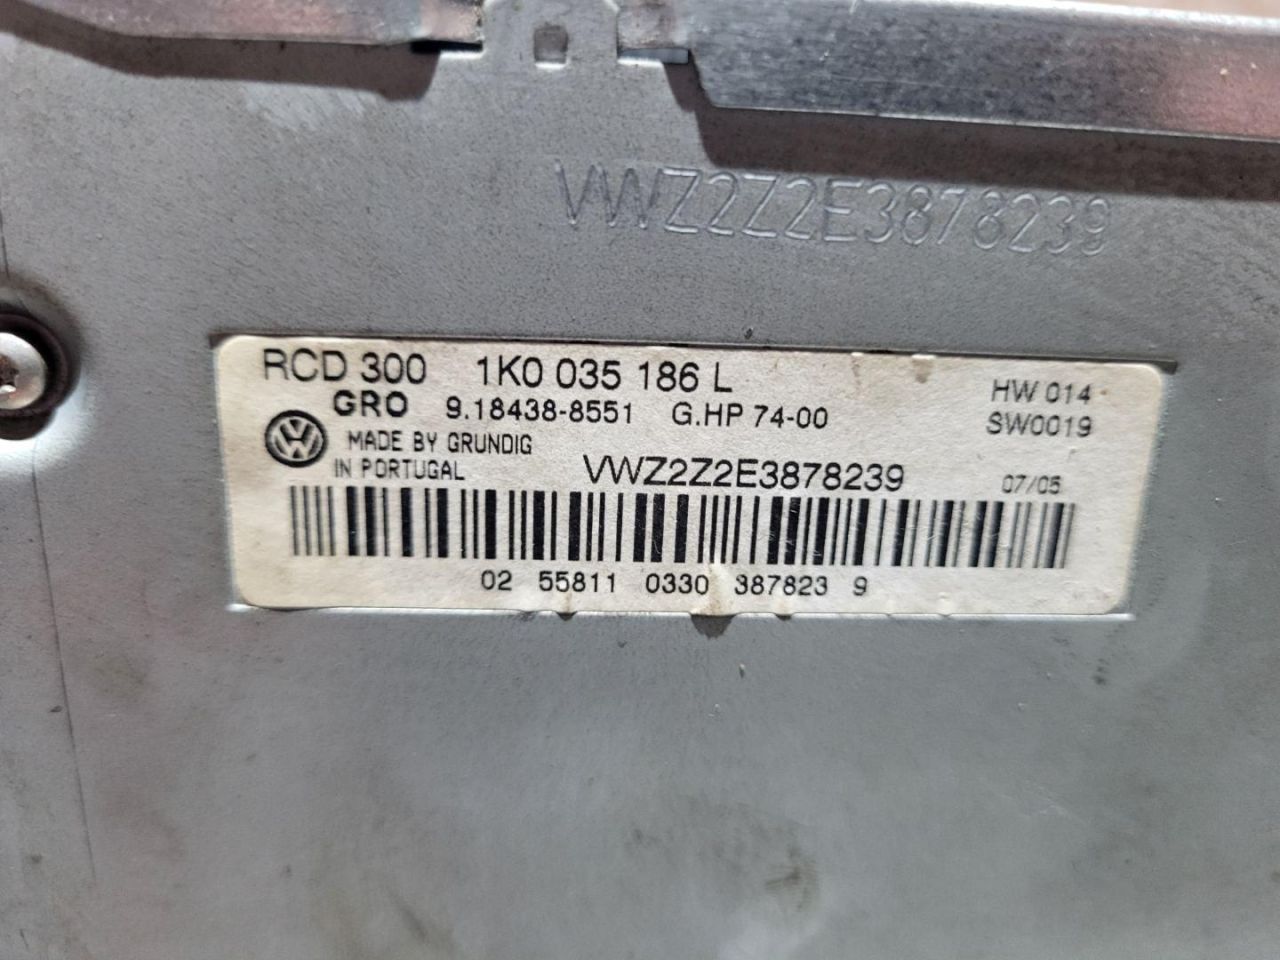 VWZ2Z2E3878239
RCD 300 1K0 035 186 L
HW 014
GRO 9.18438-8551 G.HP 74-00
SW0019
MADE BY GRUNDIG
IN PORTUGAL
VWZ2Z2E3878239
07/05
02 55811 0330 387823 9